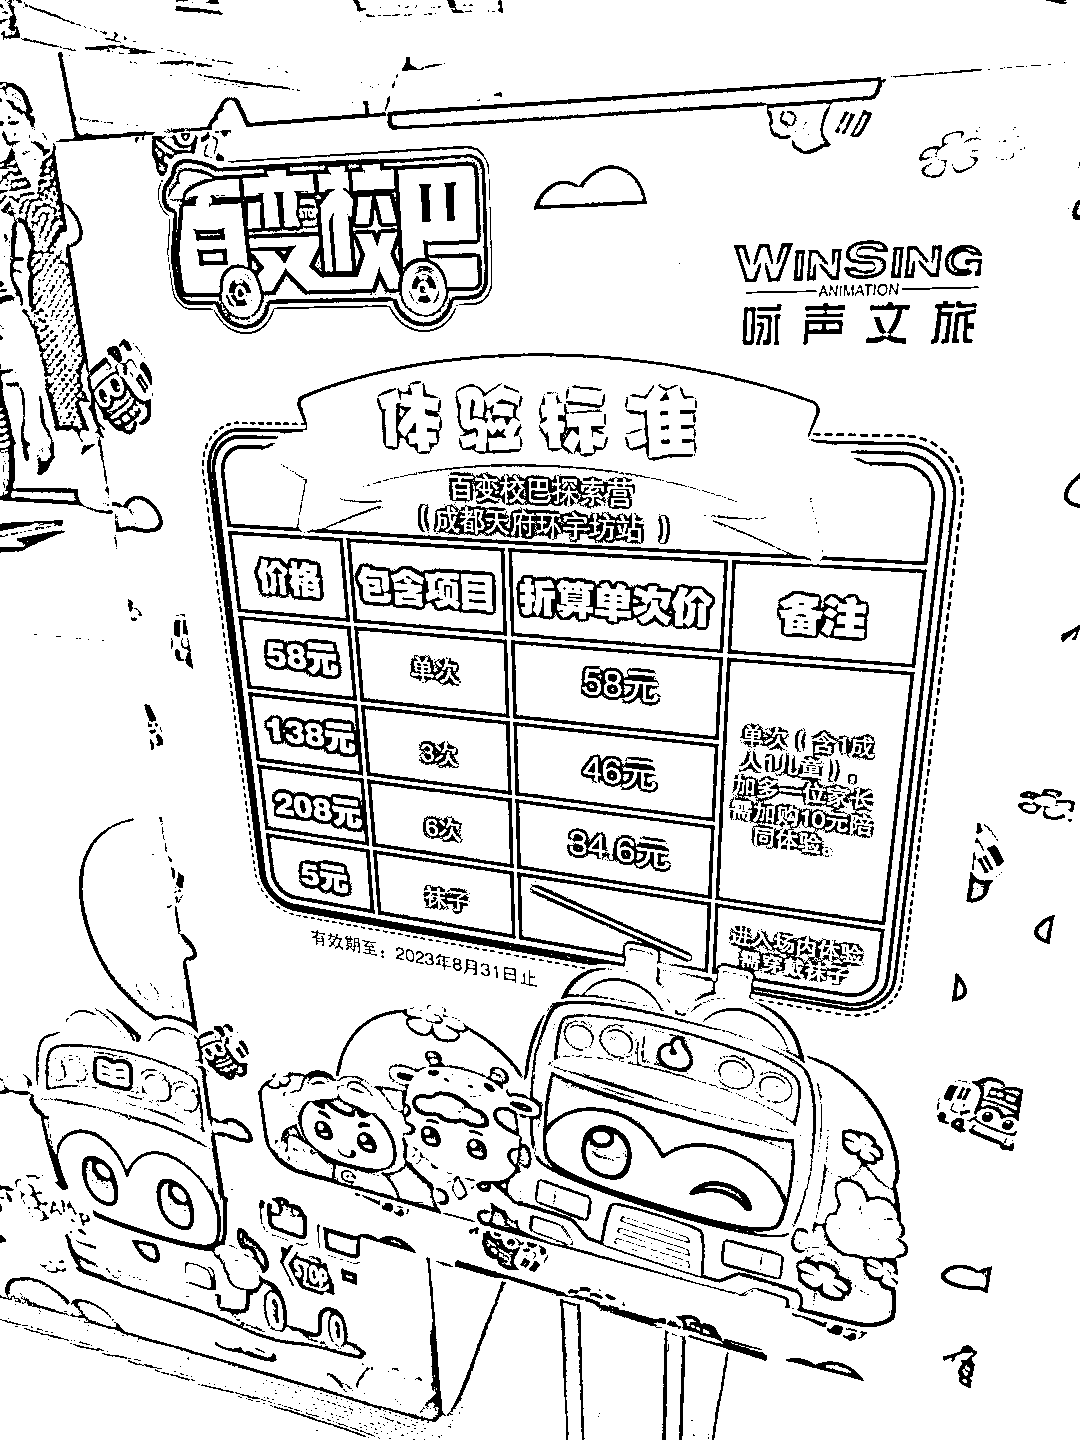 百变校巴
WINSING
ANIMATION
咏声文旅
体验标准
百变校巴探索营
（成都天府环宇坊站）
价格 包含项目 折算单次价 备注
58元 单次 58元
138元 3次 46元
208元 6次 34.6元
5元 袜子
单次（含1成
人1儿童），
加多一位家长
需加购10元陪
同体验。
进入场内体验
需穿戴袜子
有效期至：2023年8月31日止
STOP